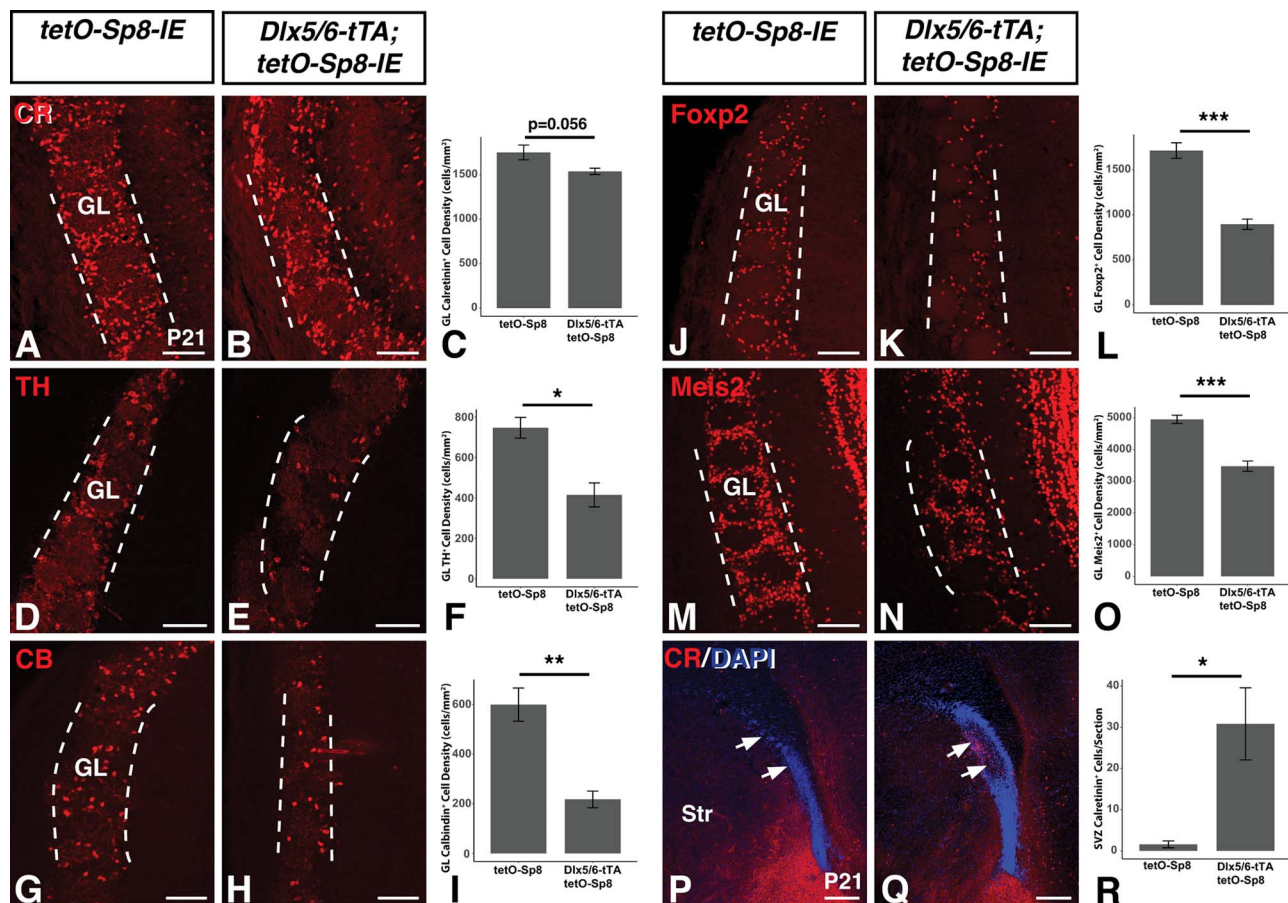 tetO-Sp8-IE
Dlx5/6-tTA;
tetO-Sp8-IE
CR
GL
A
P21
B
GL Calretinin⁺ Cell Density (cells/mm²)
1500
1000
500
0
p=0.056
tetO-Sp8
Dlx5/6-tTA
tetO-Sp8
C
TH
GL
D
E
GL TH⁺ Cell Density (cells/mm²)
800
600
400
200
0
*
tetO-Sp8
Dlx5/6-tTA
tetO-Sp8
F
CB
GL
G
H
GL Calbindin⁺ Cell Density (cells/mm²)
600
400
200
0
**
tetO-Sp8
Dlx5/6-tTA
tetO-Sp8
I
tetO-Sp8-IE
Dlx5/6-tTA;
tetO-Sp8-IE
Foxp2
GL
J
K
GL Foxp2⁺ Cell Density (cells/mm²)
1500
1000
500
0
***
tetO-Sp8
Dlx5/6-tTA
tetO-Sp8
L
Meis2
GL
M
N
GL Meis2⁺ Cell Density (cells/mm²)
5000
4000
3000
2000
1000
0
***
tetO-Sp8
Dlx5/6-tTA
tetO-Sp8
O
CR/DAPI
Str
P
P21
Q
SVZ Calretinin⁺ Cells/Section
40
30
20
10
0
*
tetO-Sp8
Dlx5/6-tTA
tetO-Sp8
R